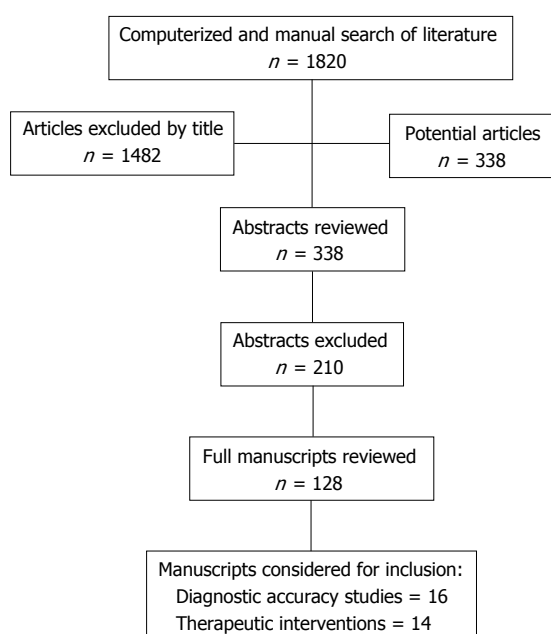 Computerized and manual search of literature
n = 1820
Articles excluded by title
n = 1482
Potential articles
n = 338
Abstracts reviewed
n = 338
Abstracts excluded
n = 210
Full manuscripts reviewed
n = 128
Manuscripts considered for inclusion:
Diagnostic accuracy studies = 16
Therapeutic interventions = 14